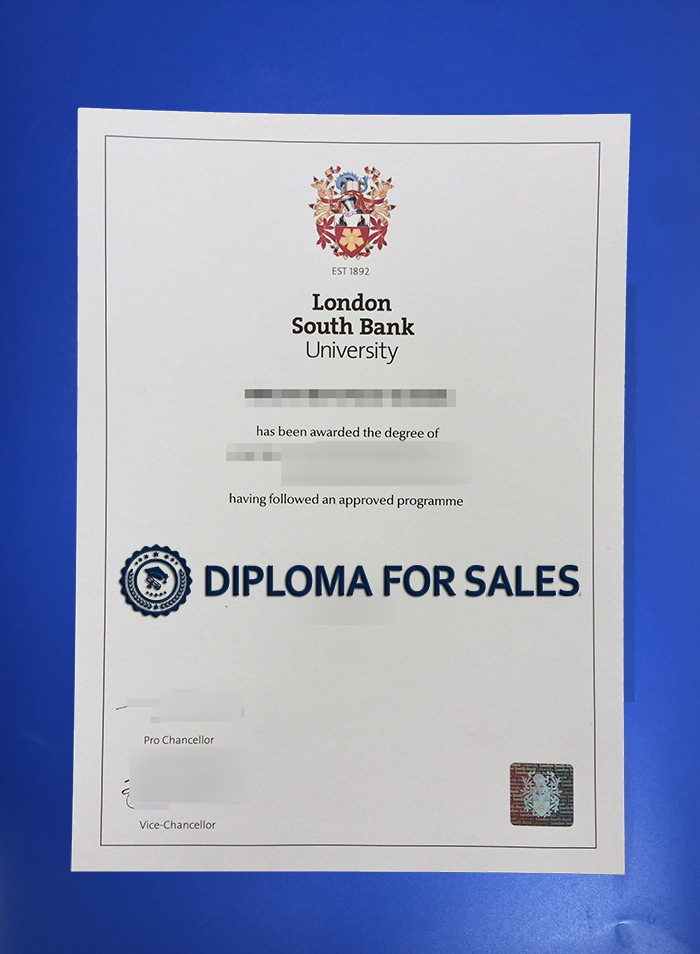 EST 1892
London
South Bank
University
has been awarded the degree of
having followed an approved programme
DIPLOMA FOR SALES
Pro Chancellor
Vice-Chancellor